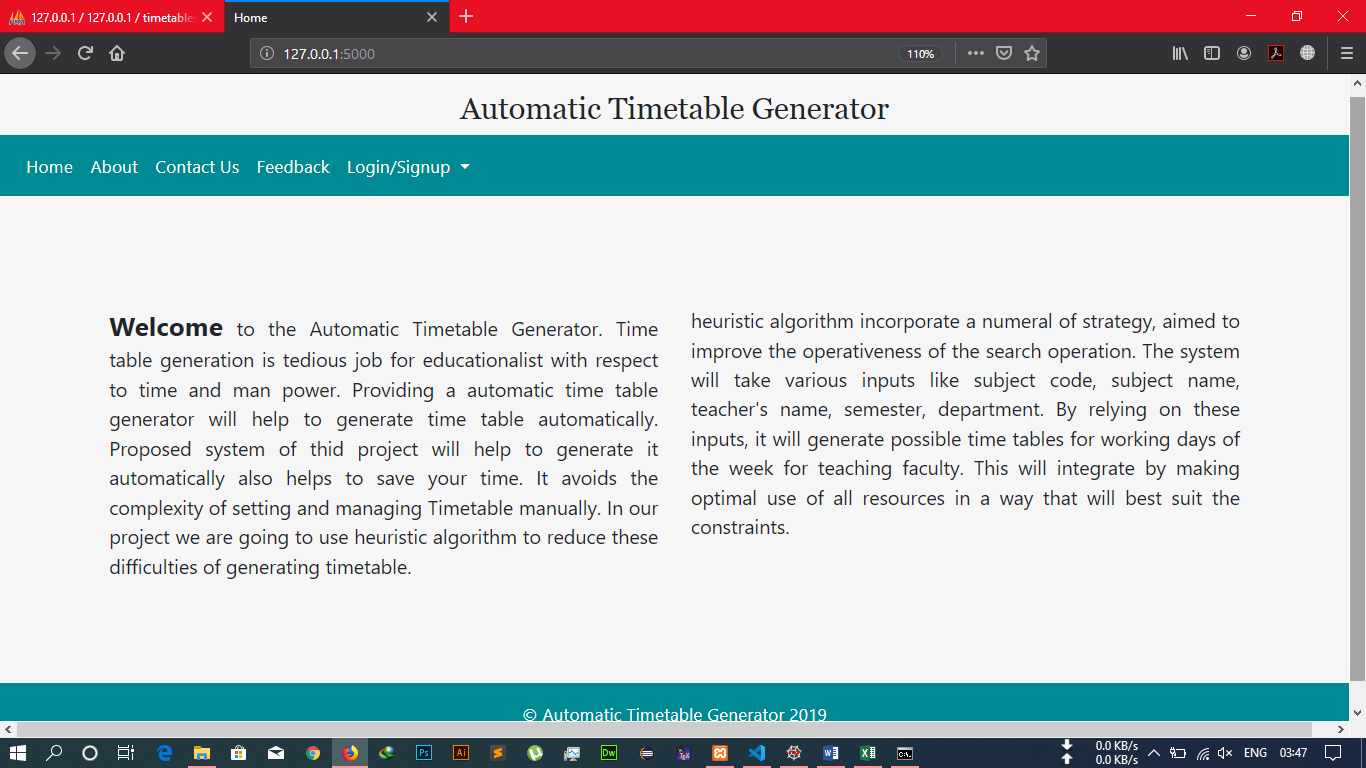 127.0.0.1 / 127.0.0.1 / timetable
Home
127.0.0.1:5000
110%
Automatic Timetable Generator
Home About Contact Us Feedback Login/Signup
Welcome to the Automatic Timetable Generator. Time
table generation is tedious job for educationalist with respect
to time and man power. Providing a automatic time table
generator will help to generate time table automatically.
Proposed system of thid project will help to generate it
automatically also helps to save your time. It avoids the
complexity of setting and managing Timetable manually. In our
project we are going to use heuristic algorithm to reduce these
difficulties of generating timetable.
heuristic algorithm incorporate a numeral of strategy, aimed to
improve the operativeness of the search operation. The system
will take various inputs like subject code, subject name,
teacher's name, semester, department. By relying on these
inputs, it will generate possible time tables for working days of
the week for teaching faculty. This will integrate by making
optimal use of all resources in a way that will best suit the
constraints.
© Automatic Timetable Generator 2019
Ps
Ai
Dw
0.0 KB/s
0.0 KB/s
ENG
03:47